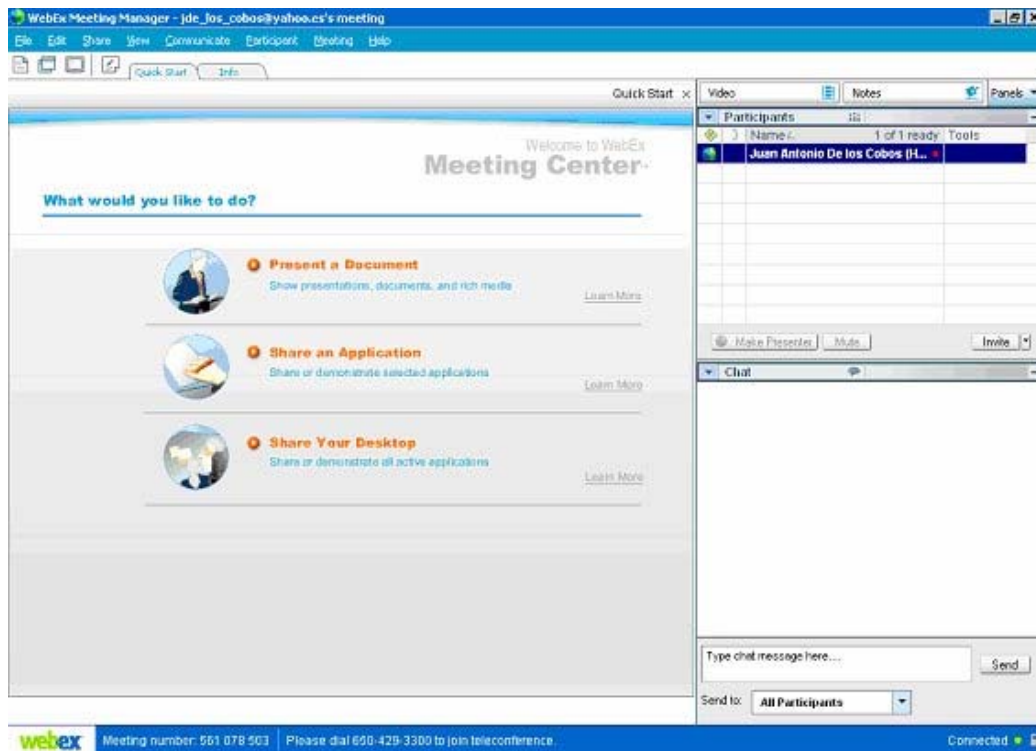 WebEx Meeting Manager - jde_los_cobos@yahoo.es's meeting
File Edit Share View Communicate Participant Meeting Help
Quick Start Info
Quick Start ×
Video Notes Panels
Participants
Name 1 of 1 ready Tools
Juan Antonio De los Cobos (H...
Make Presenter Mute Invite
Chat
Welcome to WebEx
Meeting Center
What would you like to do?
Present a Document
Show presentations, documents, and rich media
Learn More
Share an Application
Share or demonstrate selected applications
Learn More
Share Your Desktop
Share or demonstrate all active applications
Learn More
Type chat message here....
Send
Send to: All Participants
webex Meeting number: 561 078 503 Please dial 650-429-3300 to join teleconference. Connected